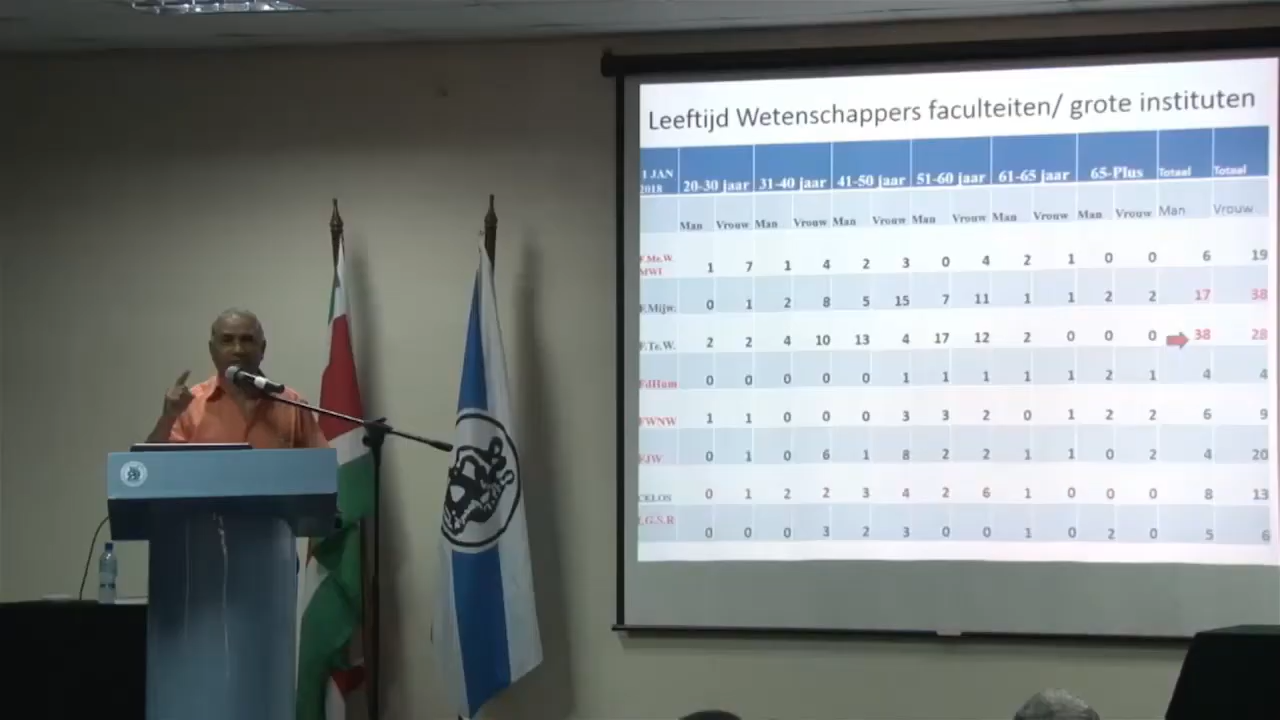 Leeftijd Wetenschappers faculteiten/ grote instituten
1 JAN 2018 20-30 jaar 31-40 jaar 41-50 jaar 51-60 jaar 61-65 jaar 65-Plus Totaal Totaal
Man Vrouw Man Vrouw Man Vrouw Man Vrouw Man Vrouw Man Vrouw Man Vrouw
F.Me.W. MWI 1 7 1 4 2 3 0 4 2 1 0 0 6 19
F.Mijw. 0 1 2 8 5 15 7 11 1 1 2 2 17 38
F.Te.W. 2 2 4 10 13 4 17 12 2 0 0 0 38 28
FdHum 0 0 0 0 0 1 1 1 1 1 2 1 4 4
FWNW 1 1 0 0 0 3 3 2 0 1 2 2 6 9
FJW 0 1 0 6 1 8 2 2 1 1 0 2 4 20
CKLOS 0 1 2 2 3 4 2 6 1 0 0 0 8 13
I.G.S.R 0 0 0 3 2 3 0 0 1 0 2 0 5 6